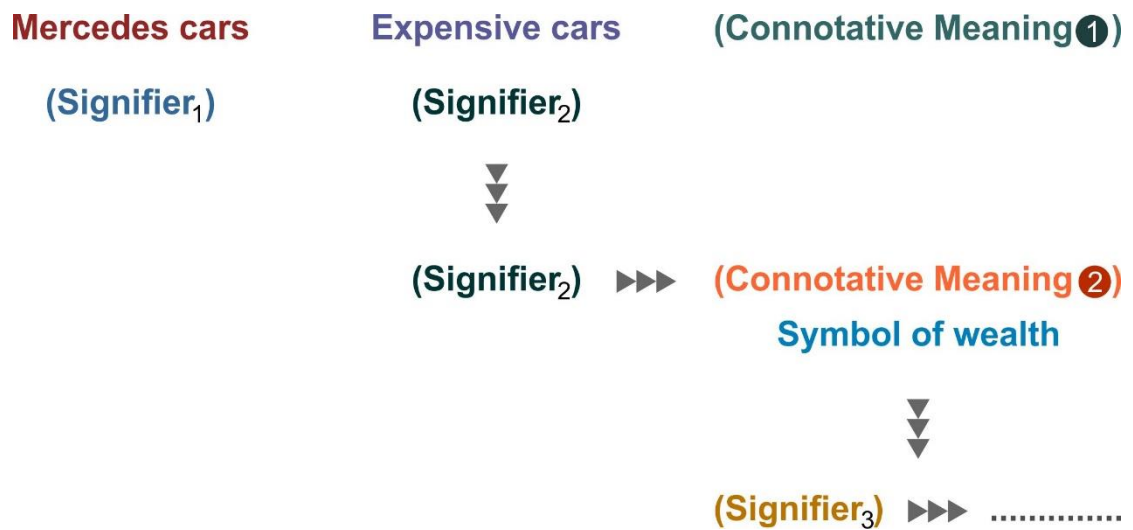 Mercedes cars Expensive cars (Connotative Meaning 1)
(Signifier1) (Signifier2)
(Signifier2) (Connotative Meaning 2)
Symbol of wealth
(Signifier3) ................